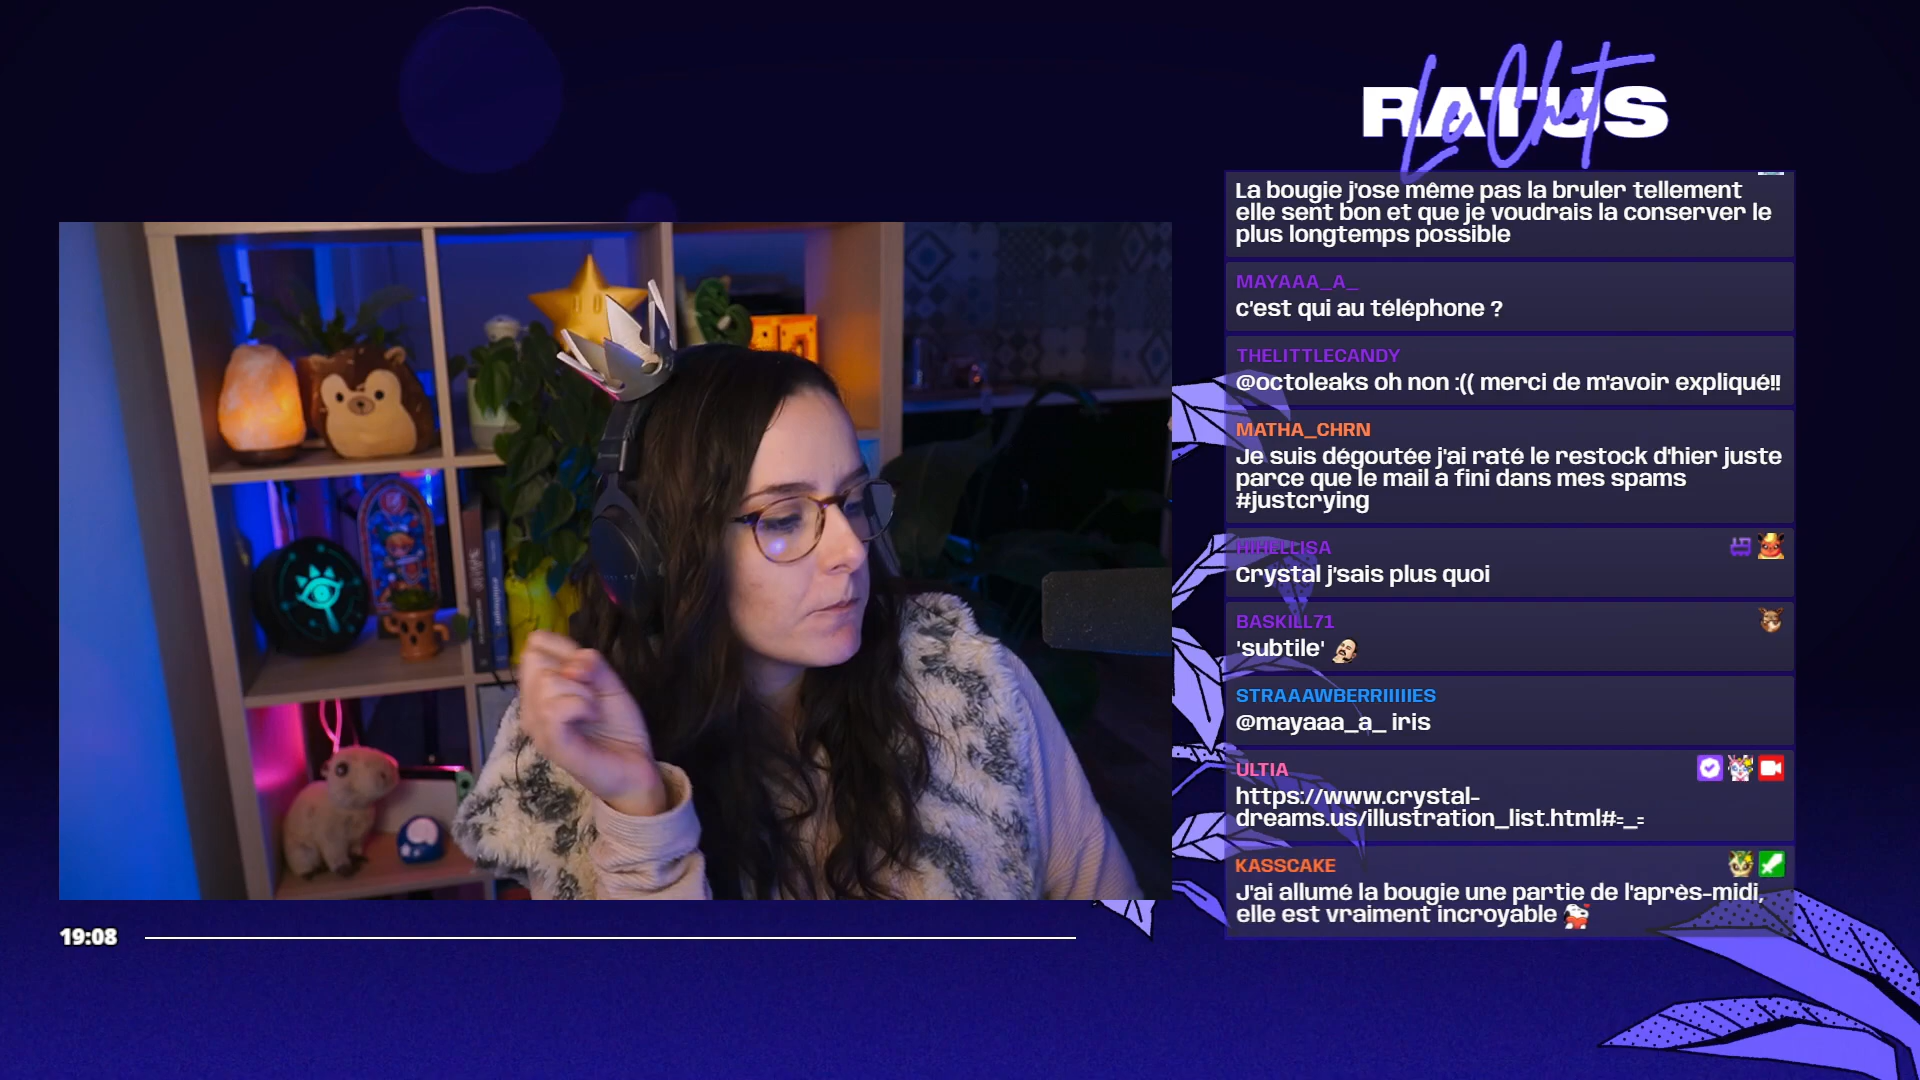 RATUS
Le Chat
La bougie j'ose même pas la bruler tellement
elle sent bon et que je voudrais la conserver le
plus longtemps possible
MAYAAA_A_
c'est qui au téléphone ?
THELITTLECANDY
@octoleaks oh non :(( merci de m'avoir expliqué!!
MATHA_CHRN
Je suis dégoutée j'ai raté le restock d'hier juste
parce que le mail a fini dans mes spams
#justcrying
Crystal j'sais plus quoi
BASKILL71
'subtile'
STRAAAWBERRIIIIIES
@mayaaa_a_ iris
ULTIA
https://www.crystal-
dreams.us/illustration_list.html#=_=
KASSCAKE
J'ai allumé la bougie une partie de l'après-midi,
elle est vraiment incroyable
19:08